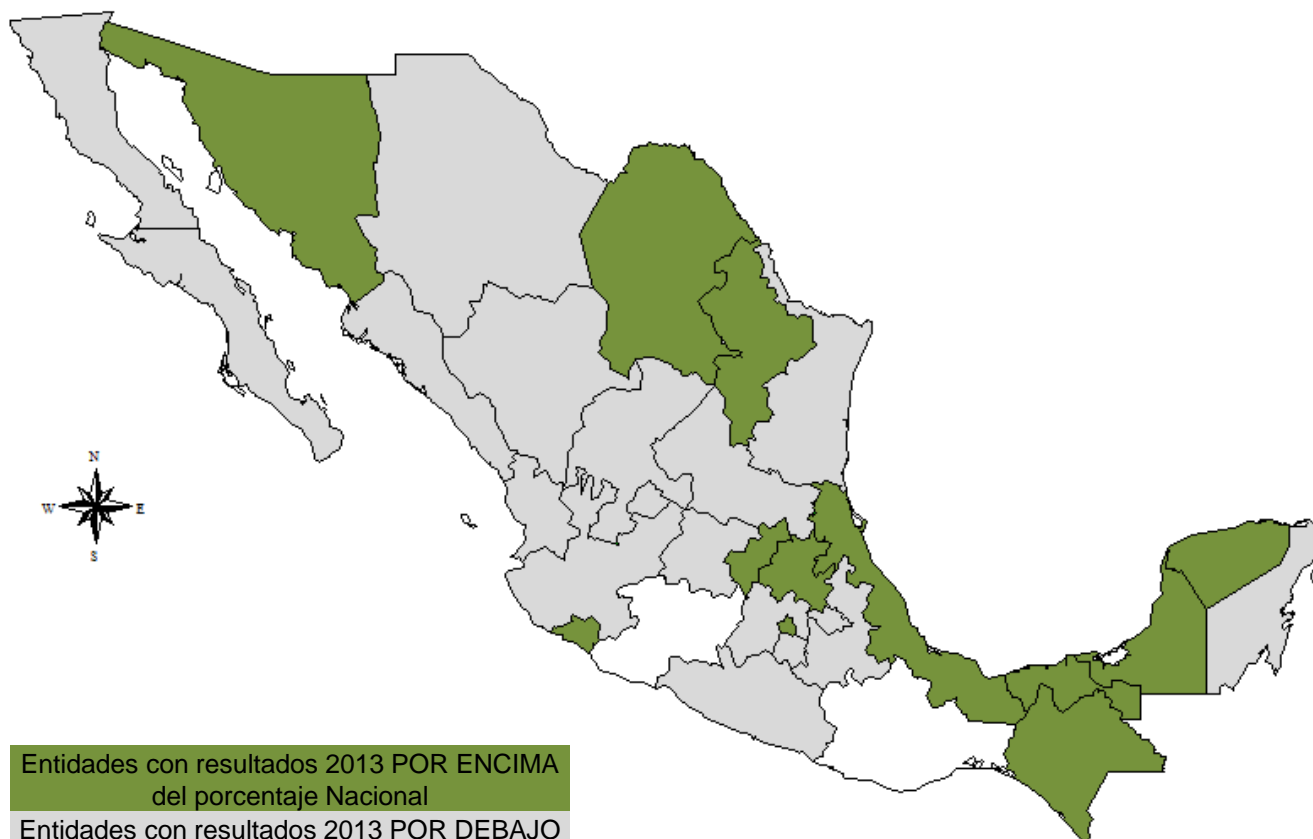 N
W E
S
Entidades con resultados 2013 POR ENCIMA
del porcentaje Nacional
Entidades con resultados 2013 POR DEBAJO